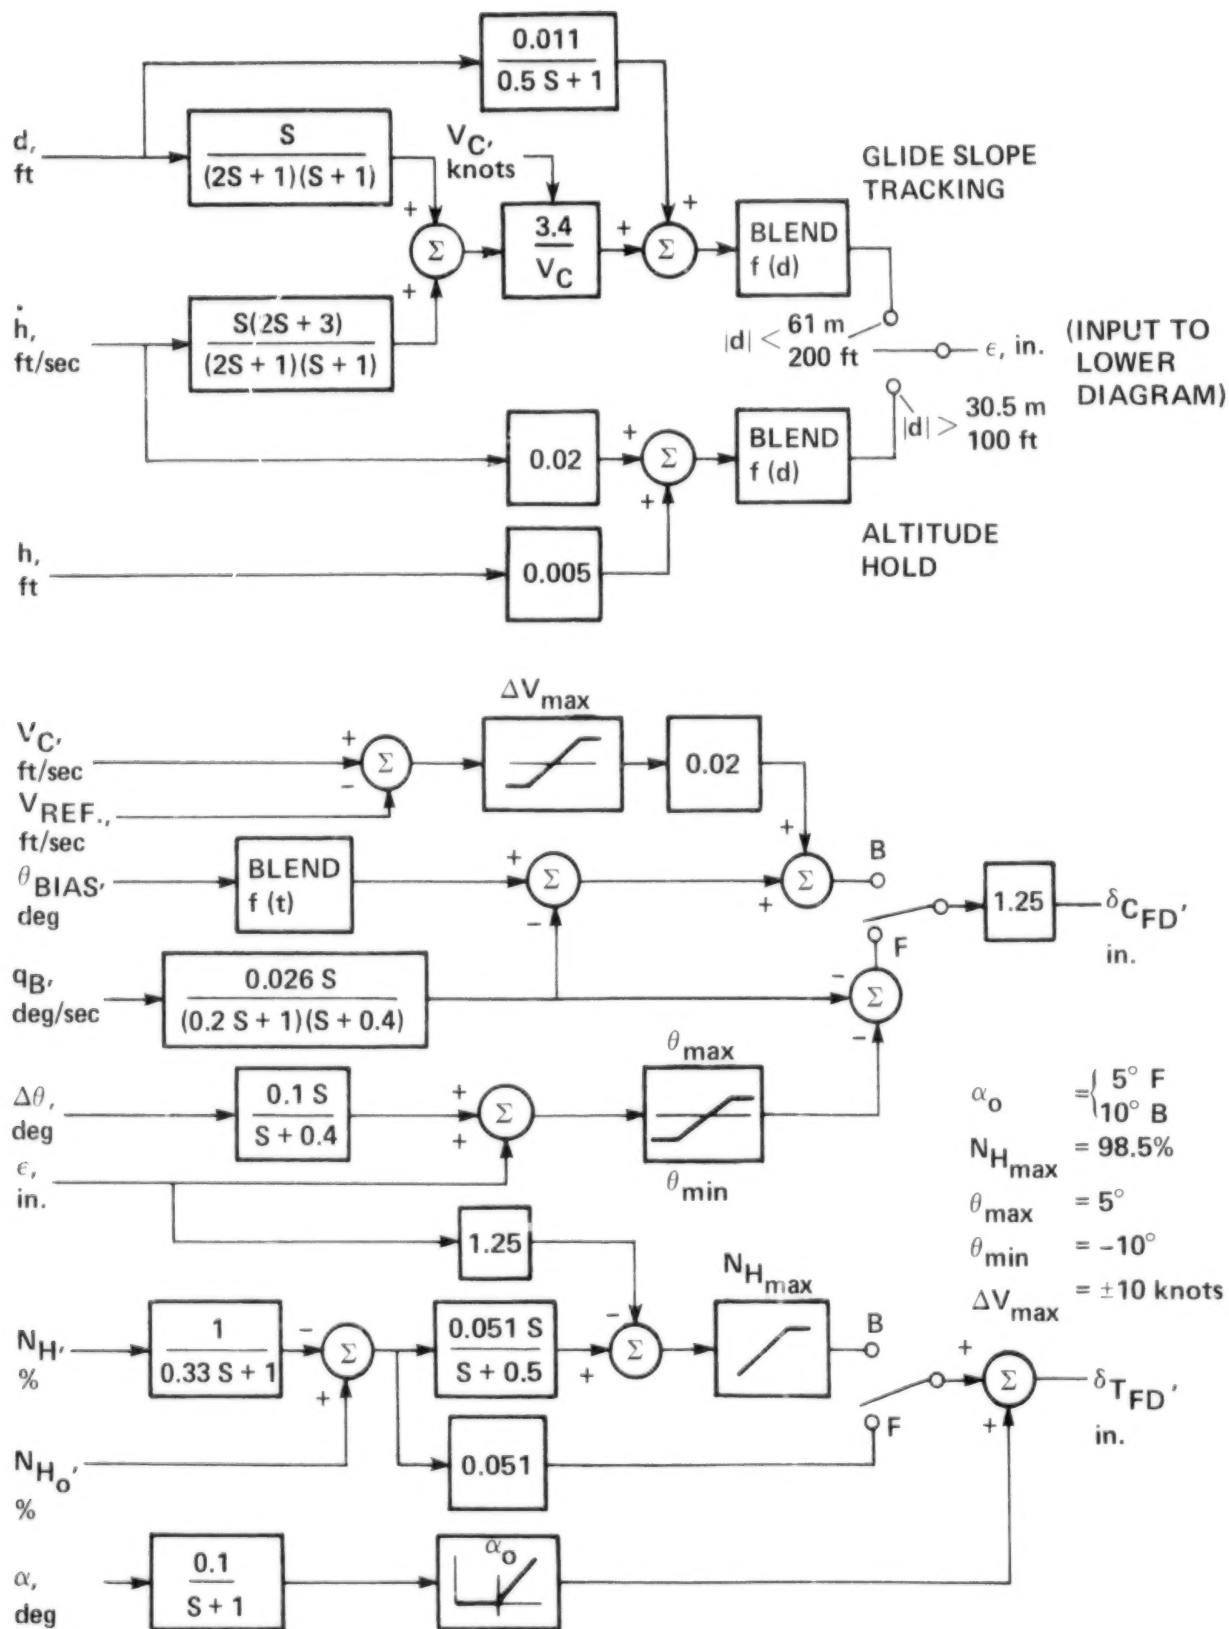 0.011
0.5 S + 1
d,
ft
S
(2S + 1)(S + 1)
V_C,
knots
+
+
Σ
3.4
V_C
+
+
Σ
BLEND
f (d)
GLIDE SLOPE
TRACKING
ḣ,
ft/sec
S(2S + 3)
(2S + 1)(S + 1)
|d| <
61 m
200 ft
ϵ, in.
(INPUT TO
LOWER
DIAGRAM)
|d| >
30.5 m
100 ft
0.02
+
+
Σ
BLEND
f (d)
h,
ft
0.005
ALTITUDE
HOLD
ΔV_max
V_C,
ft/sec
+
−
Σ
0.02
V_REF.,
ft/sec
θ_BIAS,
deg
BLEND
f (t)
+
−
Σ
+
+
Σ
B
F
1.25
δ_C_FD,
in.
q_B,
deg/sec
0.026 S
(0.2 S + 1)(S + 0.4)
−
−
Σ
θ_max
Δθ,
deg
0.1 S
S + 0.4
+
+
Σ
θ_min
ϵ,
in.
α_o = { 5° F
10° B
N_H_max = 98.5%
θ_max = 5°
θ_min = −10°
ΔV_max = ±10 knots
1.25
N_H_max
N_H,
%
1
0.33 S + 1
−
+
Σ
0.051 S
S + 0.5
−
+
Σ
B
F
+
+
Σ
δ_T_FD,
in.
N_H_o,
%
0.051
α,
deg
0.1
S + 1
α_o